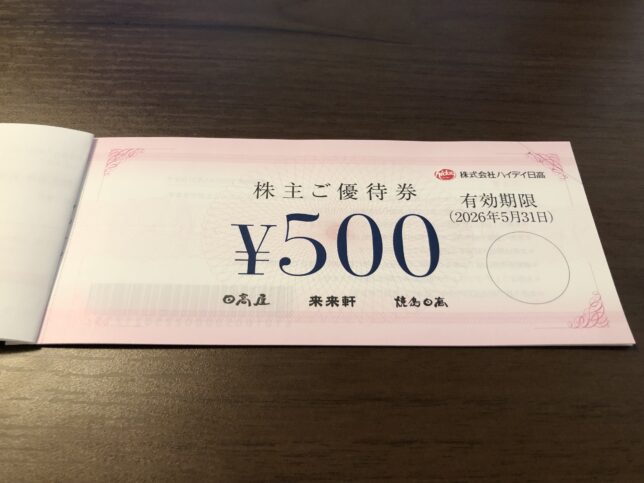 株式会社ハイデイ日高
株主ご優待券
有効期限
(2026年5月31日)
¥500
日高屋 来来軒 焼鳥日高